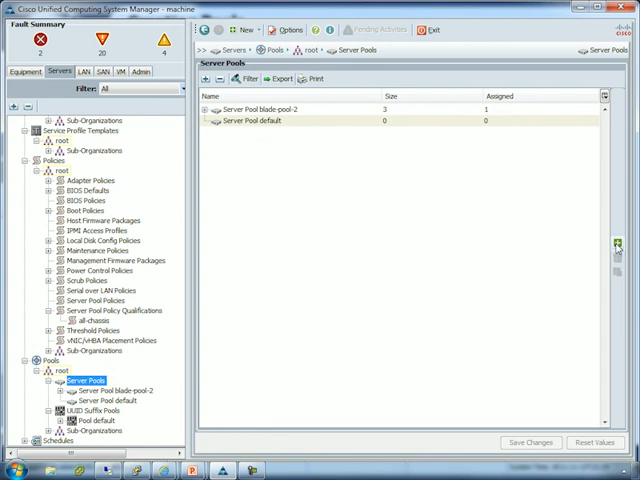 Cisco Unified Computing System Manager - machine
Fault Summary
2 20 4
New Options Pending Activities Exit
CISCO
>> Servers Pools root Server Pools Server Pools
Server Pools
Equipment Servers LAN SAN VM Admin
Filter Export Print
Filter: All
Name Size Assigned
Server Pool blade-pool-2 3 1
Server Pool default 0 0
Sub-Organizations
Service Profile Templates
root
Sub-Organizations
Policies
root
Adapter Policies
BIOS Defaults
BIOS Policies
Boot Policies
Host Firmware Packages
IPMI Access Profiles
Local Disk Config Policies
Maintenance Policies
Management Firmware Packages
Power Control Policies
Scrub Policies
Serial over LAN Policies
Server Pool Policies
Server Pool Policy Qualifications
all-chassis
Threshold Policies
vNIC/vHBA Placement Policies
Sub-Organizations
Pools
root
Server Pools
Server Pool blade-pool-2
Server Pool default
UUID Suffix Pools
Pool default
Sub-Organizations
Schedules
Save Changes Reset Values